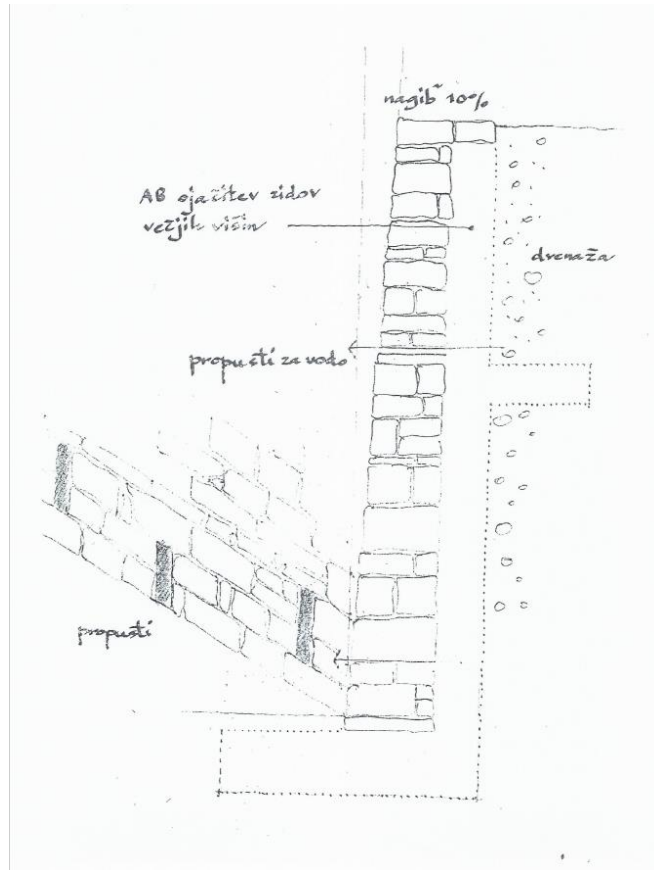 nagib 10%
AB ojačitev zidov
večjih višin
drenaža
propusti za vodo
propusti